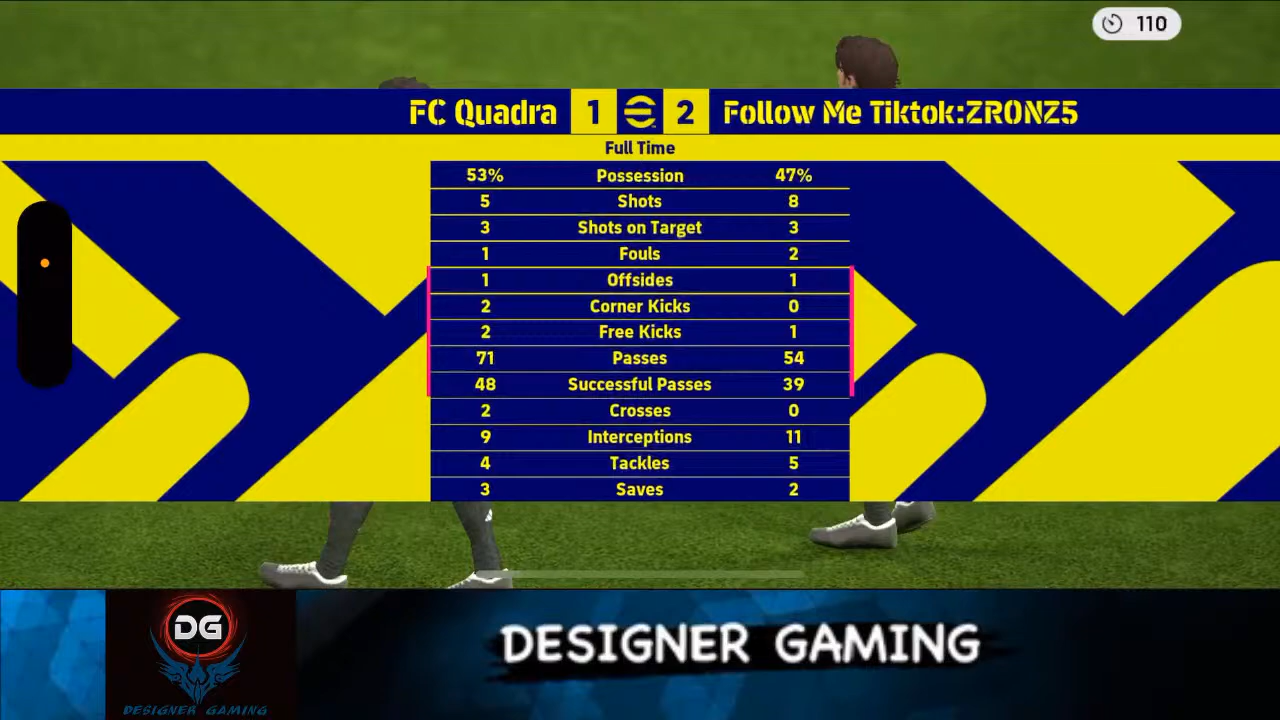 110
FC Quadra 1 2 Follow Me Tiktok:ZRONZ5
Full Time
53% Possession 47%
5 Shots 8
3 Shots on Target 3
1 Fouls 2
1 Offsides 1
2 Corner Kicks 0
2 Free Kicks 1
71 Passes 54
48 Successful Passes 39
2 Crosses 0
9 Interceptions 11
4 Tackles 5
3 Saves 2
DG
DESIGNER GAMING
DESIGNER GAMING